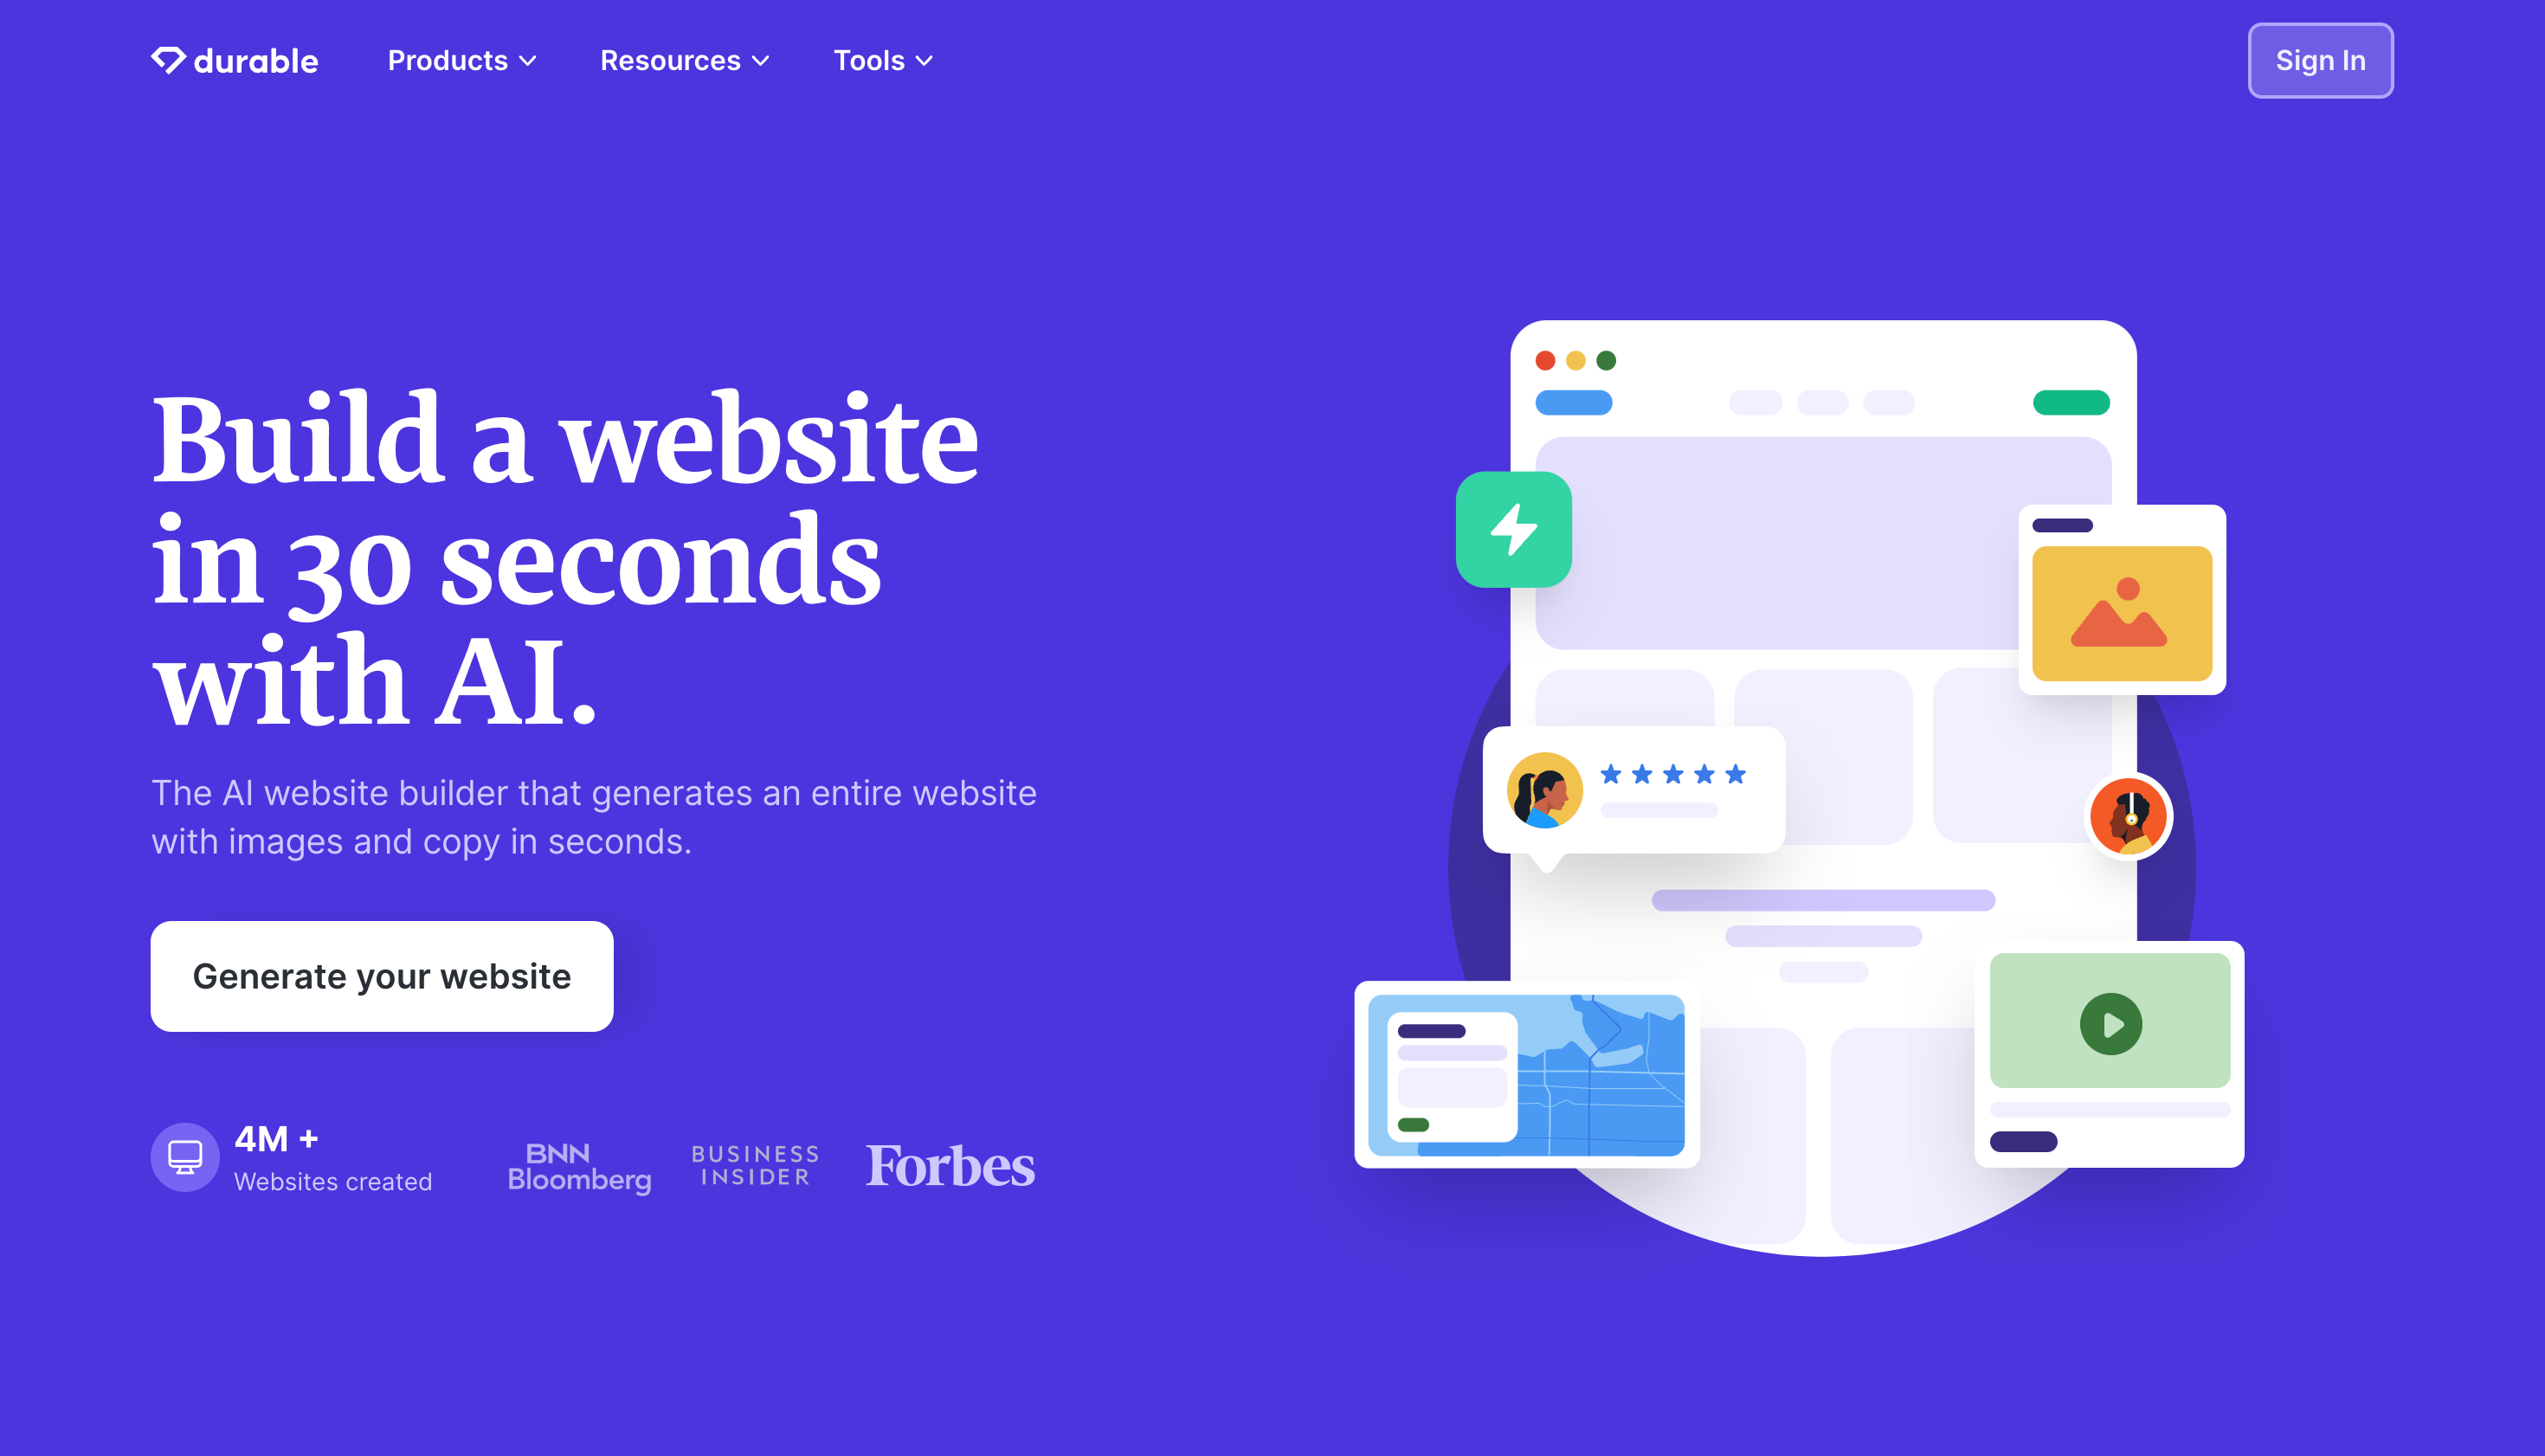 durable
Products
Resources
Tools
Sign In
Build a website
in 30 seconds
with AI.
The AI website builder that generates an entire website
with images and copy in seconds.
Generate your website
4M +
Websites created
BNN
Bloomberg
BUSINESS
INSIDER
Forbes